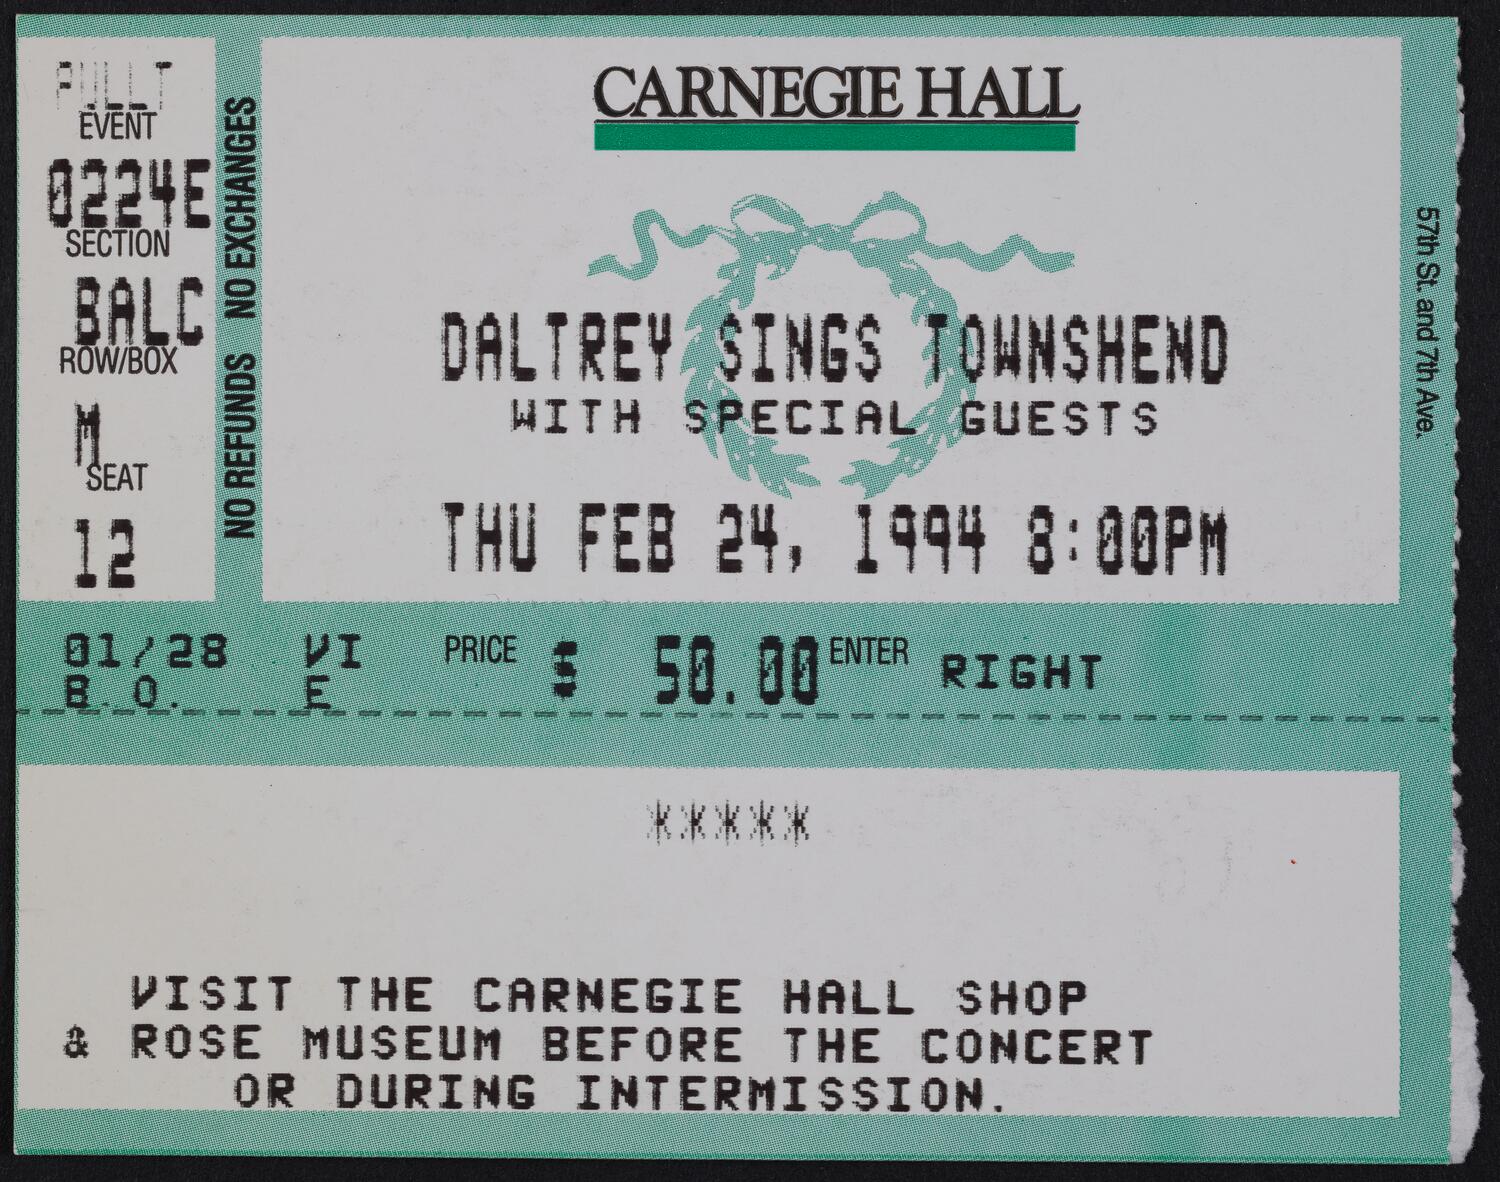 PULLT
EVENT
0224E
SECTION
BALC
ROW/BOX
M
SEAT
12
NO REFUNDS NO EXCHANGES
CARNEGIE HALL
DALTREY SINGS TOWNSHEND
WITH SPECIAL GUESTS
THU FEB 24, 1994 8:00PM
57th St. and 7th Ave.
01/28 VI PRICE $ 50.00 ENTER RIGHT
B.O. E
*****
VISIT THE CARNEGIE HALL SHOP
& ROSE MUSEUM BEFORE THE CONCERT
OR DURING INTERMISSION.